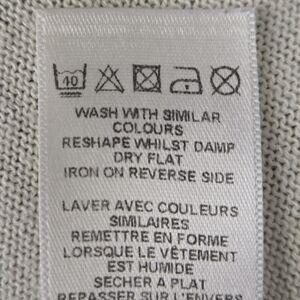 40
WASH WITH SIMILAR
COLOURS
RESHAPE WHILST DAMP
DRY FLAT
IRON ON REVERSE SIDE
LAVER AVEC COULEURS
SIMILAIRES
REMETTRE EN FORME
LORSQUE LE VÊTEMENT
EST HUMIDE
SECHER A PLAT
REPASSER SUR L'ENVERS